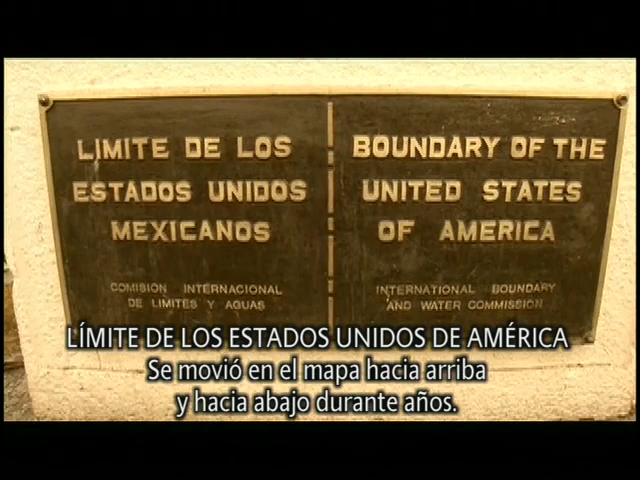 LIMITE DE LOS
ESTADOS UNIDOS
MEXICANOS
COMISION INTERNACIONAL
DE LIMITES Y AGUAS
BOUNDARY OF THE
UNITED STATES
OF AMERICA
INTERNATIONAL BOUNDARY
AND WATER COMMISSION
LÍMITE DE LOS ESTADOS UNIDOS DE AMÉRICA
Se movió en el mapa hacia arriba
y hacia abajo durante años.